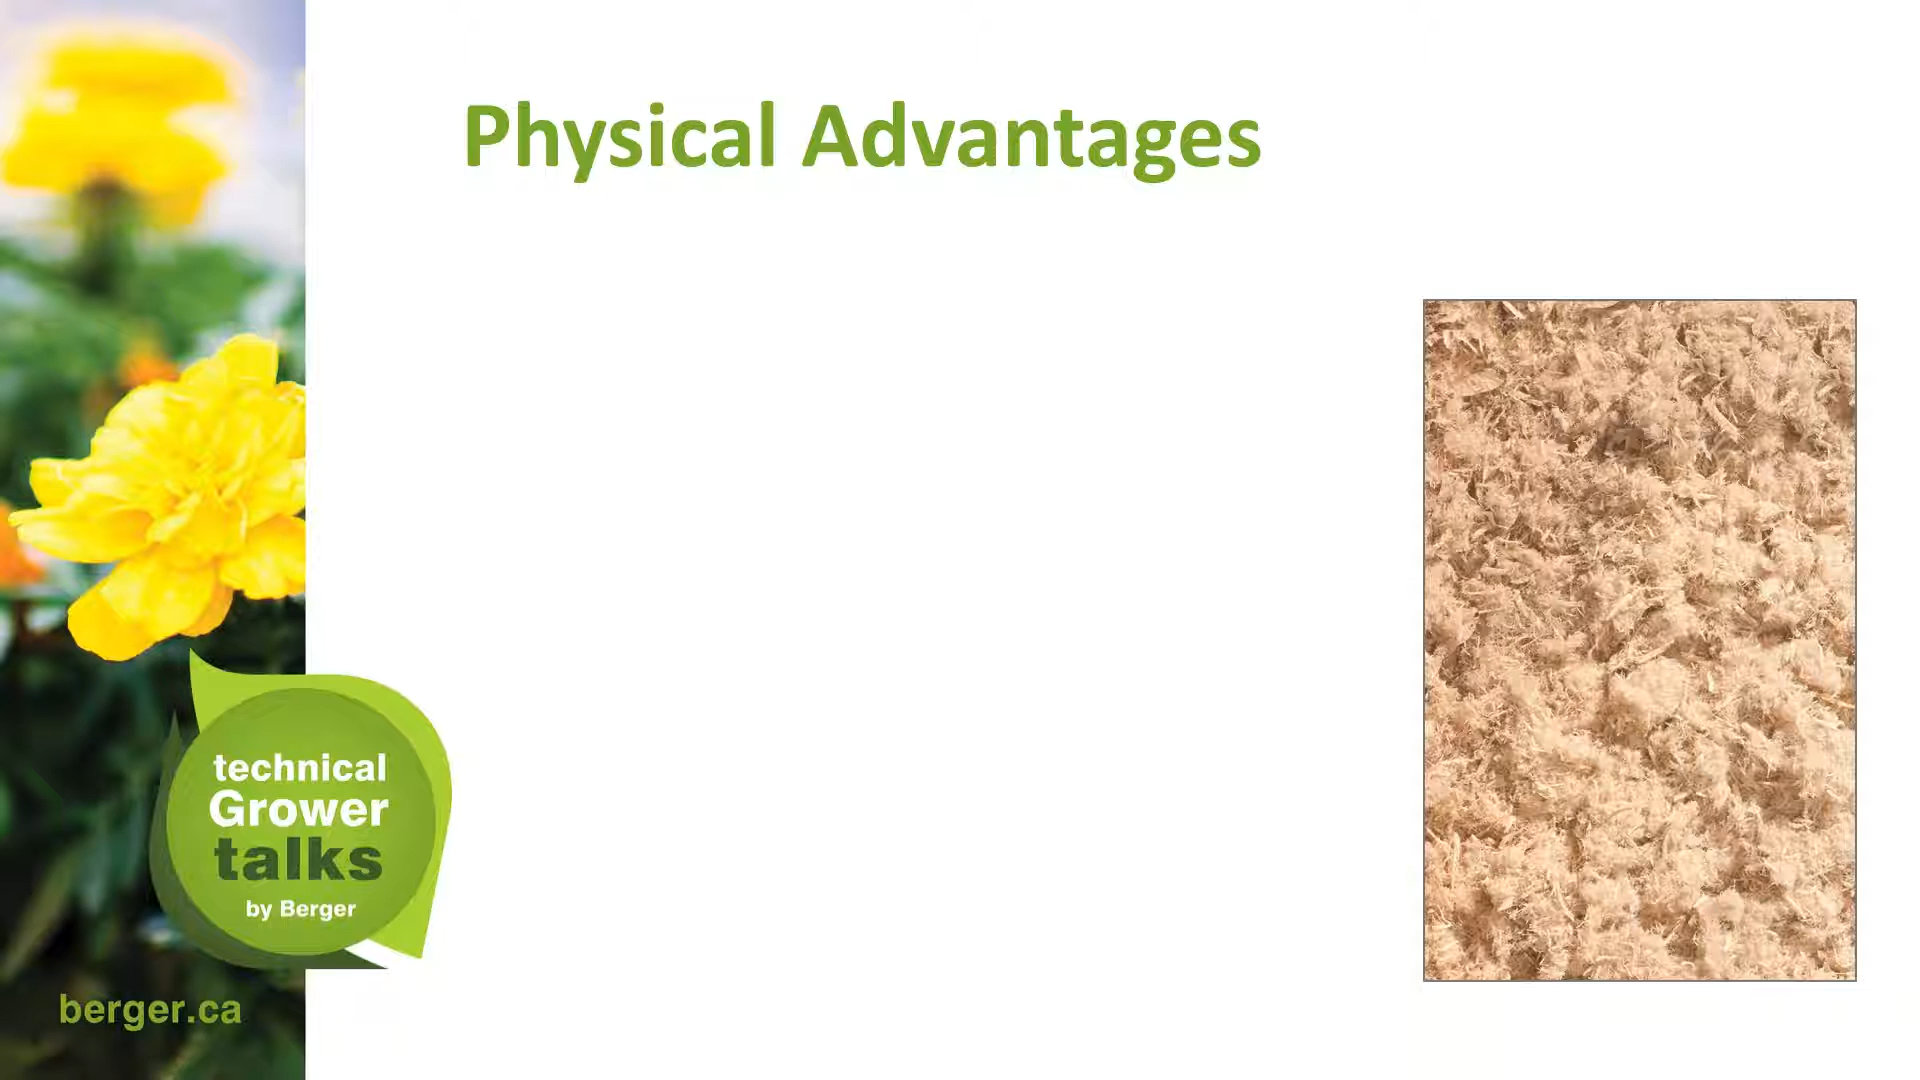 Physical Advantages
technical
Grower
talks
by Berger
berger.ca